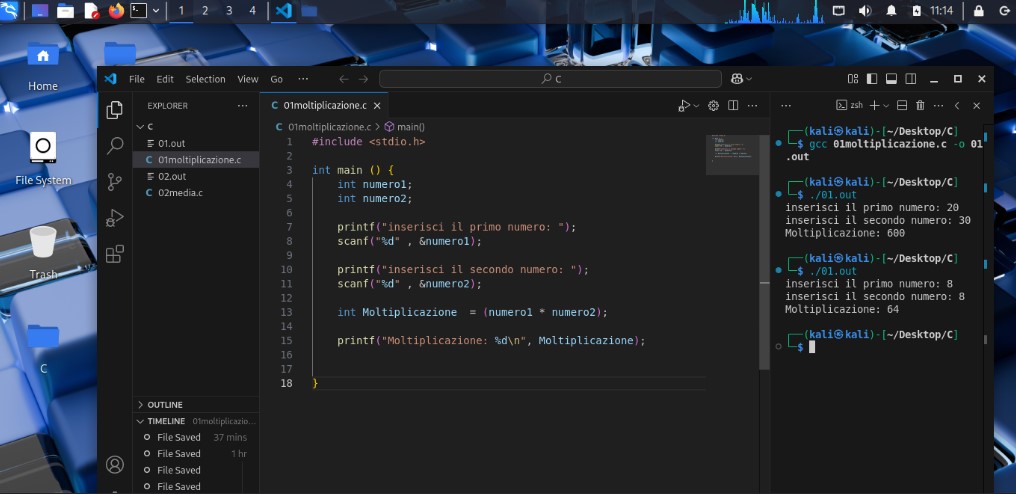 1 2 3 4
11:14
Home
File System
Trash
C
File Edit Selection View Go ···
C
EXPLORER ···
C
01.out
C 01moltiplicazione.c
02.out
C 02media.c
OUTLINE
TIMELINE 01moltiplicazio...
File Saved 37 mins
File Saved 1 hr
File Saved
File Saved
C 01moltiplicazione.c
C 01moltiplicazione.c > main()
1 #include <stdio.h>
2
3 int main () {
4 int numero1;
5 int numero2;
6
7 printf("inserisci il primo numero: ");
8 scanf("%d" , &numero1);
9
10 printf("inserisci il secondo numero: ");
11 scanf("%d" , &numero2);
12
13 int Moltiplicazione  = (numero1 * numero2);
14
15 printf("Moltiplicazione: %d\n", Moltiplicazione);
16
17
18 }
zsh
┌──(kali㉿kali)-[~/Desktop/C]
└─$ gcc 01moltiplicazione.c -o 01
.out
┌──(kali㉿kali)-[~/Desktop/C]
└─$ ./01.out
inserisci il primo numero: 20
inserisci il secondo numero: 30
Moltiplicazione: 600
┌──(kali㉿kali)-[~/Desktop/C]
└─$ ./01.out
inserisci il primo numero: 8
inserisci il secondo numero: 8
Moltiplicazione: 64
┌──(kali㉿kali)-[~/Desktop/C]
└─$